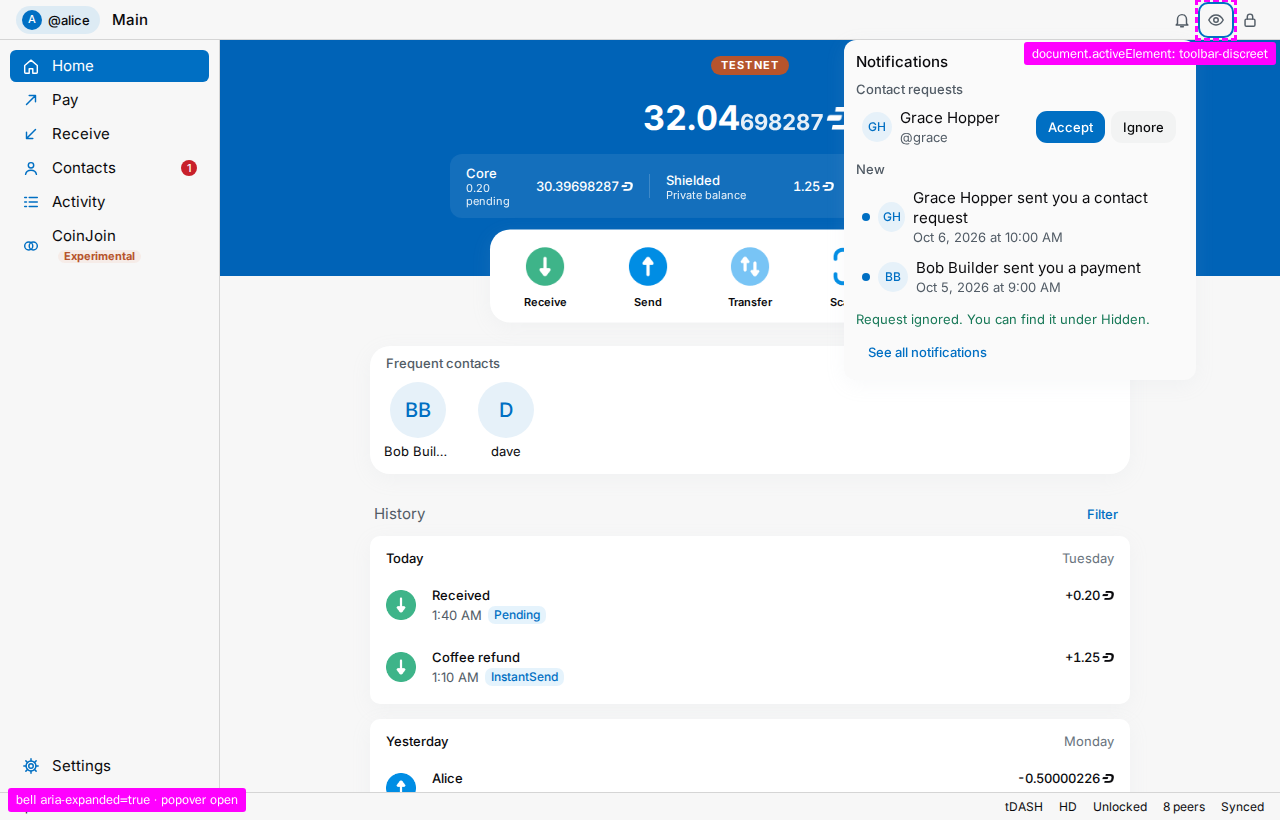 A @alice Main
document.activeElement: toolbar-discreet
Home
Pay
Receive
Contacts 1
Activity
CoinJoin
Experimental
Settings
bell aria-expanded=true · popover open
TESTNET
32.04698287
Core
0.20
pending
30.39698287
Shielded
Private balance
1.25
Receive
Send
Transfer
Notifications
Contact requests
GH
Grace Hopper
@grace
Accept
Ignore
New
GH
Grace Hopper sent you a contact
request
Oct 6, 2026 at 10:00 AM
BB
Bob Builder sent you a payment
Oct 5, 2026 at 9:00 AM
Request ignored. You can find it under Hidden.
See all notifications
Frequent contacts
BB
D
Bob Buil...
dave
History
Filter
Today
Tuesday
Received
+0.20
1:40 AM Pending
Coffee refund
+1.25
1:10 AM InstantSend
Yesterday
Monday
Alice
-0.50000226
tDASH HD Unlocked 8 peers Synced